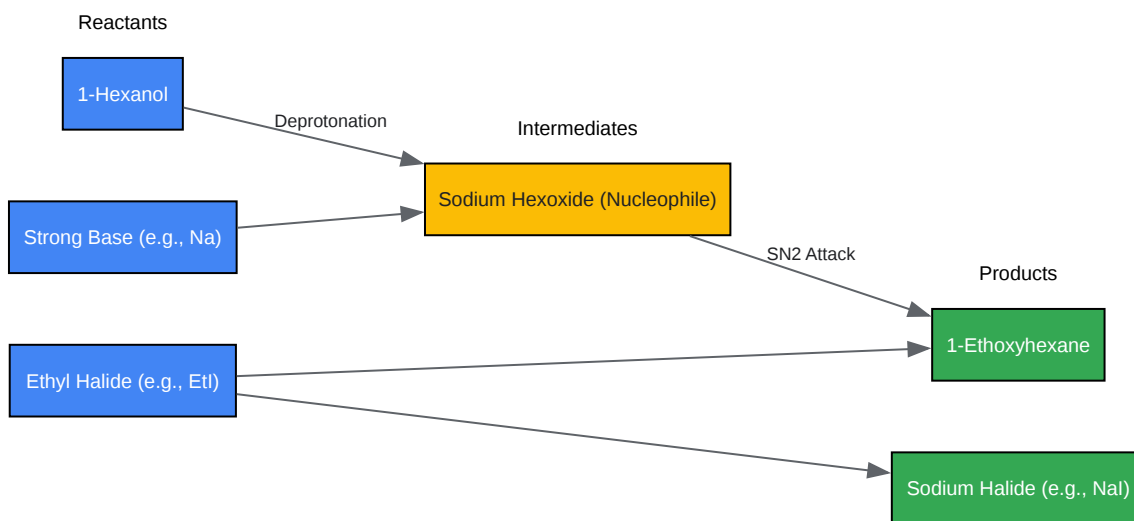 Reactants
1-Hexanol
Deprotonation
Intermediates
Sodium Hexoxide (Nucleophile)
Strong Base (e.g., Na)
SN2 Attack
Products
1-Ethoxyhexane
Ethyl Halide (e.g., EtI)
Sodium Halide (e.g., NaI)